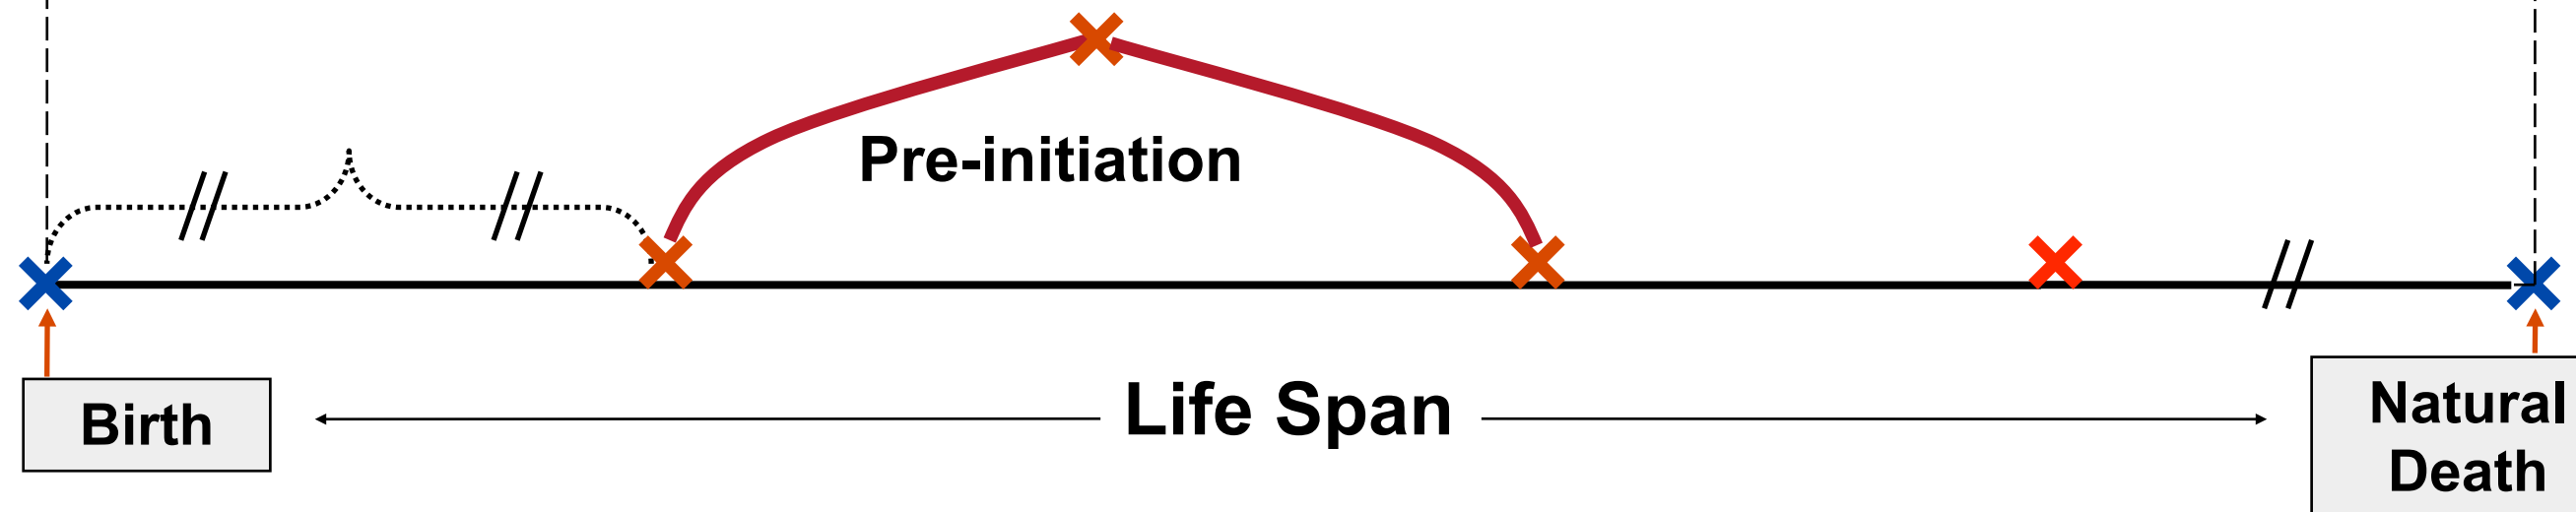 Pre-initiation
Life Span
Birth
Natural
Death